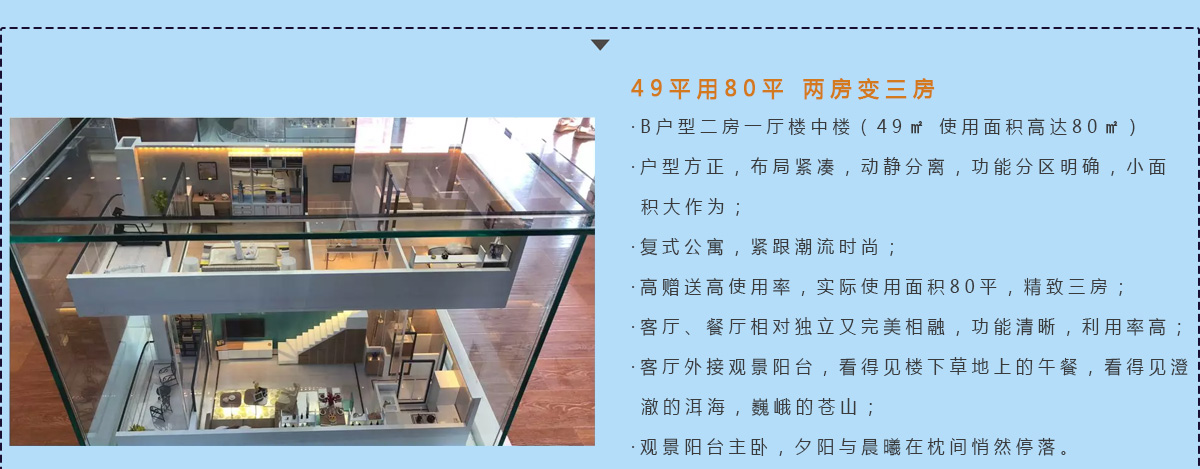 49平用80平 两房变三房
·B户型二房一厅楼中楼（49㎡ 使用面积高达80㎡）
·户型方正，布局紧凑，动静分离，功能分区明确，小面
积大作为；
·复式公寓，紧跟潮流时尚；
·高赠送高使用率，实际使用面积80平，精致三房；
·客厅、餐厅相对独立又完美相融，功能清晰，利用率高；
·客厅外接观景阳台，看得见楼下草地上的午餐，看得见澄
澈的洱海，巍峨的苍山；
·观景阳台主卧，夕阳与晨曦在枕间悄然停落。